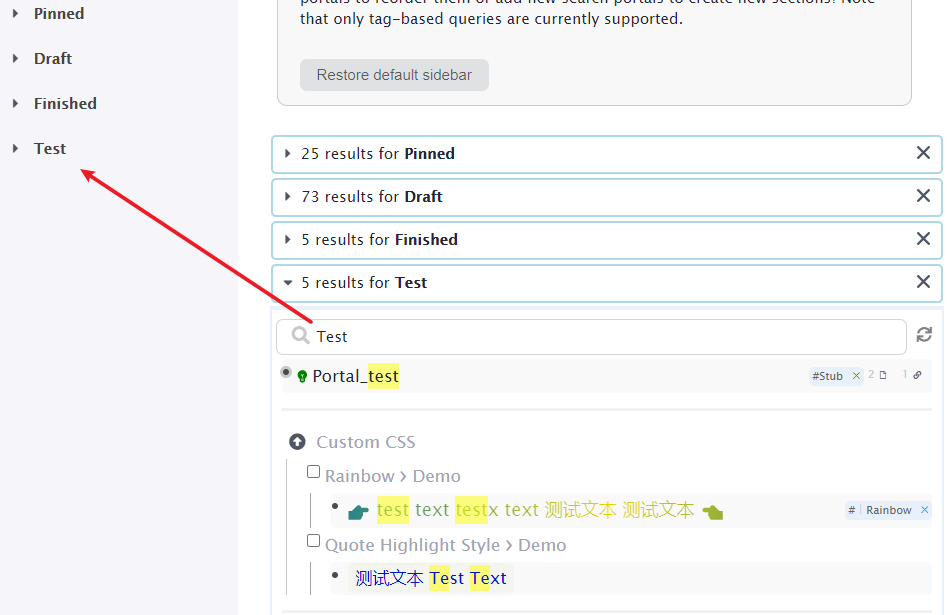 Pinned
Draft
Finished
Test
portals to reorder them or add new search portals to create new sections! Note
that only tag-based queries are currently supported.
Restore default sidebar
25 results for Pinned
73 results for Draft
5 results for Finished
5 results for Test
Test
Portal_test #Stub × 2 1
Custom CSS
Rainbow > Demo
test text testx text 测试文本 测试文本 # Rainbow ×
Quote Highlight Style > Demo
测试文本 Test Text